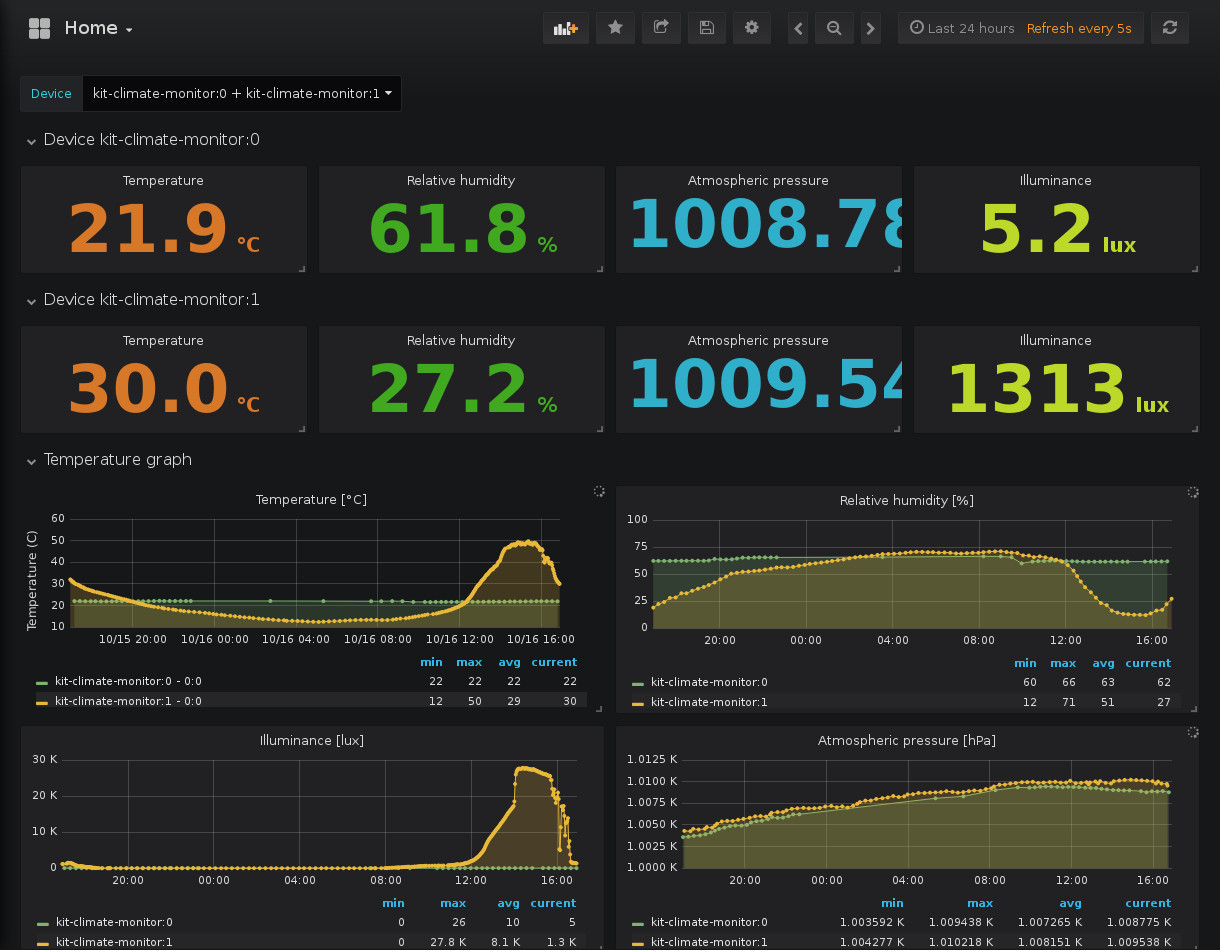 Home
Last 24 hours Refresh every 5s
Device kit-climate-monitor:0 + kit-climate-monitor:1
Device kit-climate-monitor:0
Temperature Relative humidity Atmospheric pressure Illuminance
21.9 °C 61.8 % 1008.78 5.2 lux
Device kit-climate-monitor:1
Temperature Relative humidity Atmospheric pressure Illuminance
30.0 °C 27.2 % 1009.54 1313 lux
Temperature graph
Temperature [°C]
Temperature (C)
60
50
40
30
20
10
10/15 20:00 10/16 00:00 10/16 04:00 10/16 08:00 10/16 12:00 10/16 16:00
min max avg current
kit-climate-monitor:0 - 0:0 22 22 22 22
kit-climate-monitor:1 - 0:0 12 50 29 30
Relative humidity [%]
100
75
50
25
0
20:00 00:00 04:00 08:00 12:00 16:00
min max avg current
kit-climate-monitor:0 60 66 63 62
kit-climate-monitor:1 12 71 51 27
Illuminance [lux]
30 K
20 K
10 K
0
20:00 00:00 04:00 08:00 12:00 16:00
min max avg current
kit-climate-monitor:0 0 26 10 5
kit-climate-monitor:1 0 27.8 K 8.1 K 1.3 K
Atmospheric pressure [hPa]
1.0125 K
1.0100 K
1.0075 K
1.0050 K
1.0025 K
1.0000 K
20:00 00:00 04:00 08:00 12:00 16:00
min max avg current
kit-climate-monitor:0 1.003592 K 1.009438 K 1.007265 K 1.008775 K
kit-climate-monitor:1 1.004277 K 1.010218 K 1.008151 K 1.009538 K